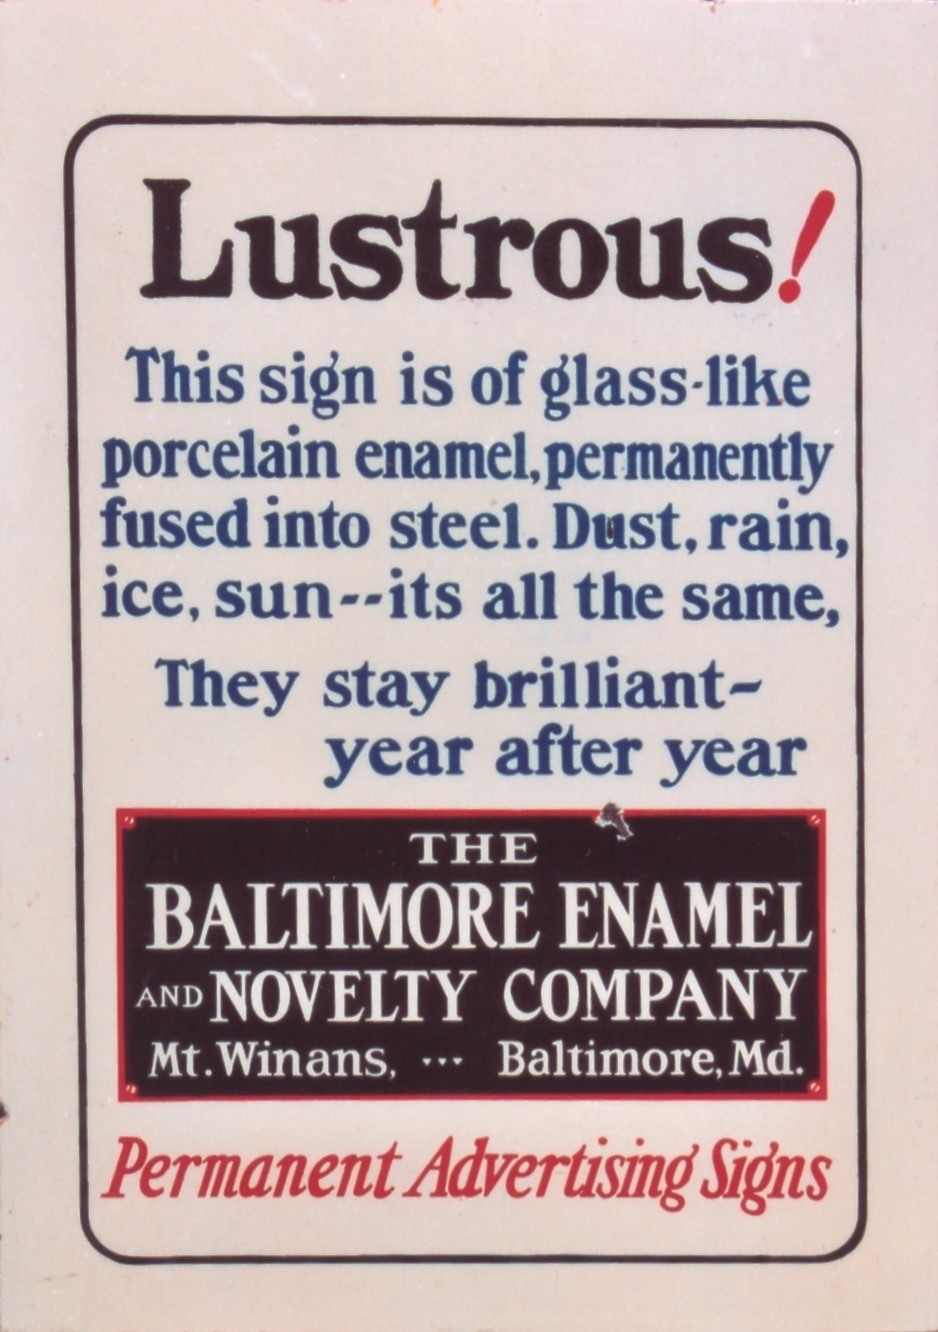 Lustrous!
This sign is of glass-like
porcelain enamel, permanently
fused into steel. Dust, rain,
ice, sun--its all the same,
They stay brilliant-
year after year
THE
BALTIMORE ENAMEL
AND NOVELTY COMPANY
Mt. Winans, ... Baltimore, Md.
Permanent Advertising Signs